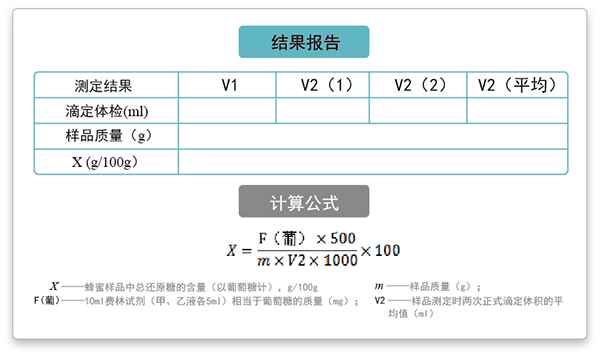 结果报告
测定结果 V1 V2（1） V2（2） V2（平均）
滴定体检(ml)
样品质量（g）
X (g/100g）
计算公式
X = F（葡）×500 / m×V2×1000 ×100
X ——蜂蜜样品中总还原糖的含量（以葡萄糖计），g/100g
m ——样品质量（g）；
F(葡）——10ml费林试剂（甲、乙液各5ml）相当于葡萄糖的质量（mg）；
V2 ——样品测定时两次正式滴定体积的平
均值（ml）